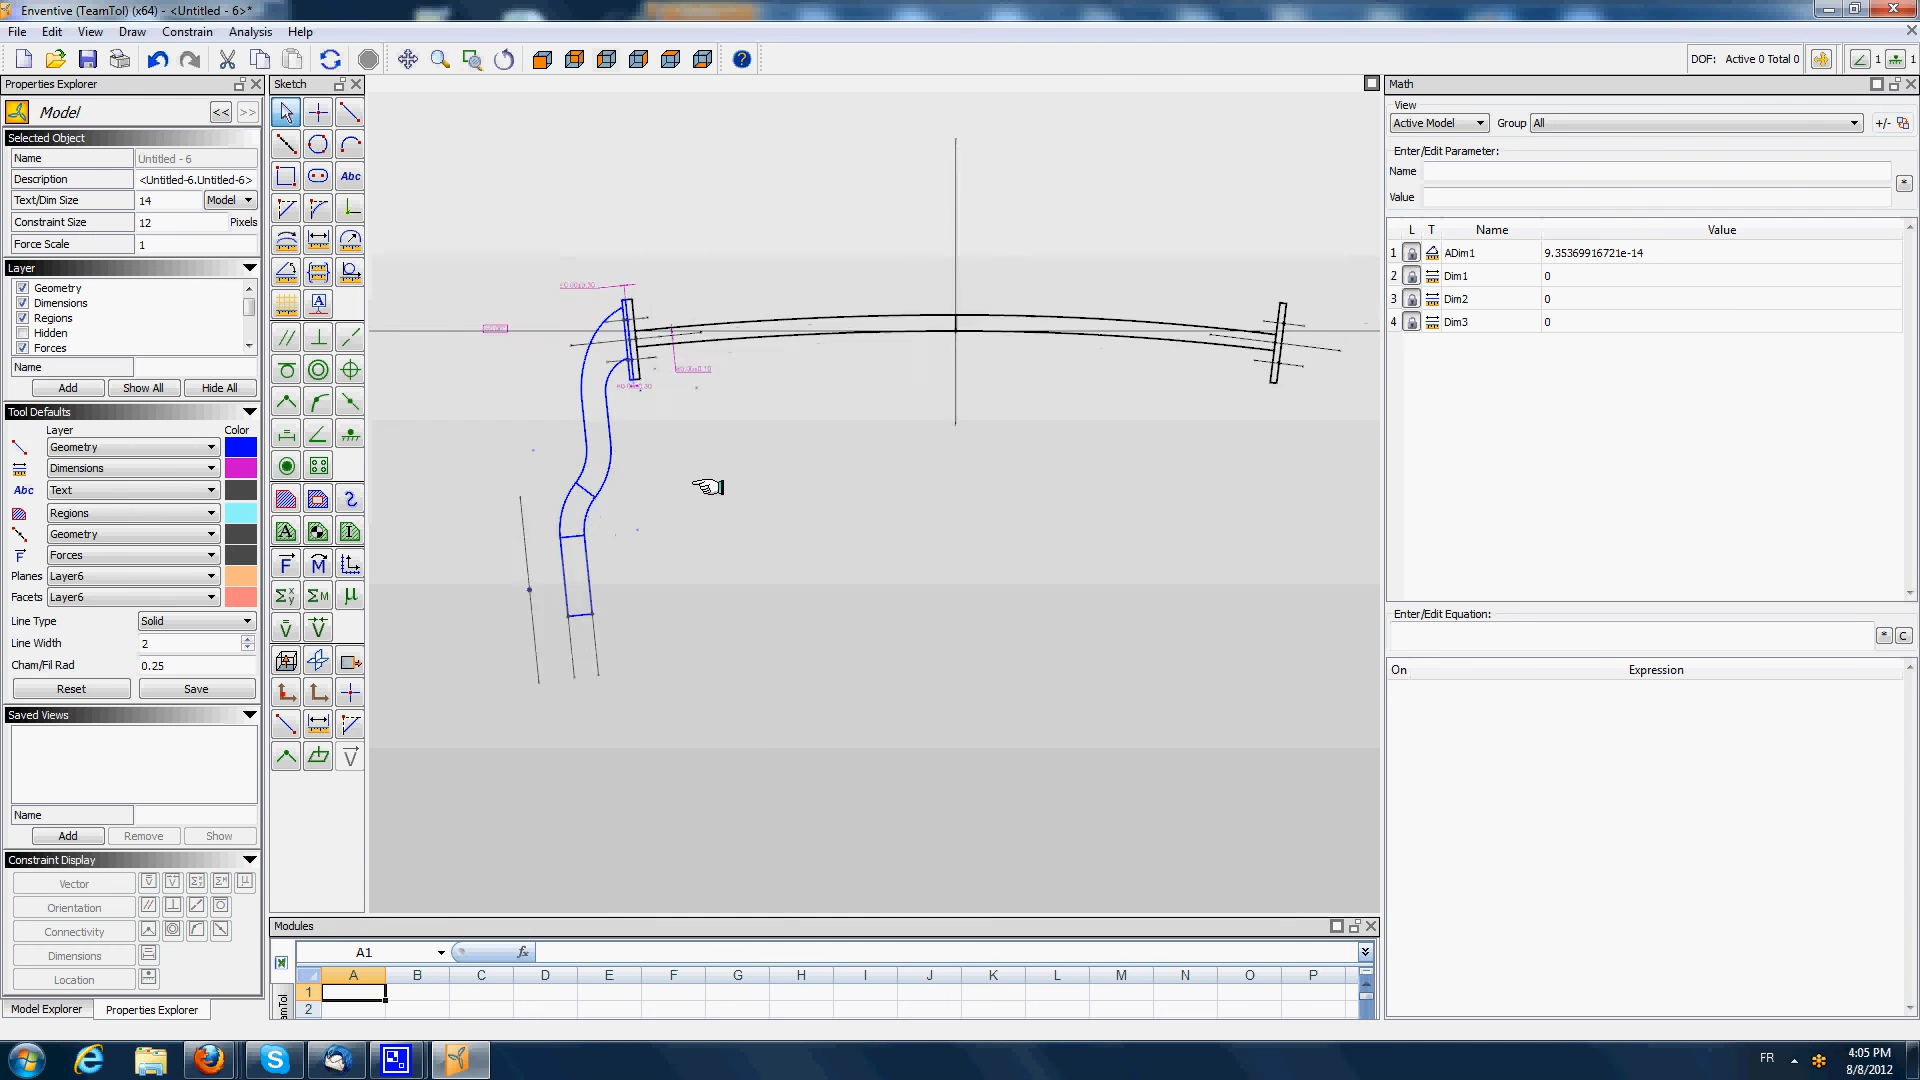 Enventive (TeamTol) (x64) - <Untitled - 6>*
File Edit View Draw Constrain Analysis Help
DOF: Active 0 Total 0 1 1
Properties Explorer
Model << >>
Selected Object
Name Untitled - 6
Description <Untitled-6.Untitled-6>
Text/Dim Size 14 Model
Constraint Size 12 Pixels
Force Scale 1
Layer
Geometry
Dimensions
Regions
Hidden
Forces
Name
Add Show All Hide All
Tool Defaults
Layer Color
Geometry
Dimensions
Abc Text
Regions
Geometry
F Forces
Planes Layer6
Facets Layer6
Line Type Solid
Line Width 2
Cham/Fil Rad 0.25
Reset Save
Saved Views
Name
Add Remove Show
Constraint Display
Vector
Orientation
Connectivity
Dimensions
Location
Model Explorer Properties Explorer
Sketch
Abc
A
A I
F M
Σxy ΣM μ
V V
V
Math
View
Active Model Group All +/-
Enter/Edit Parameter:
Name
Value
*
L T Name Value
1 ADim1 9.35369916721e-14
2 Dim1 0
3 Dim2 0
4 Dim3 0
Enter/Edit Equation:
* C
On Expression
Modules
A1 fx
A B C D E F G H I J K L M N O P
1
2
FR
4:05 PM
8/8/2012